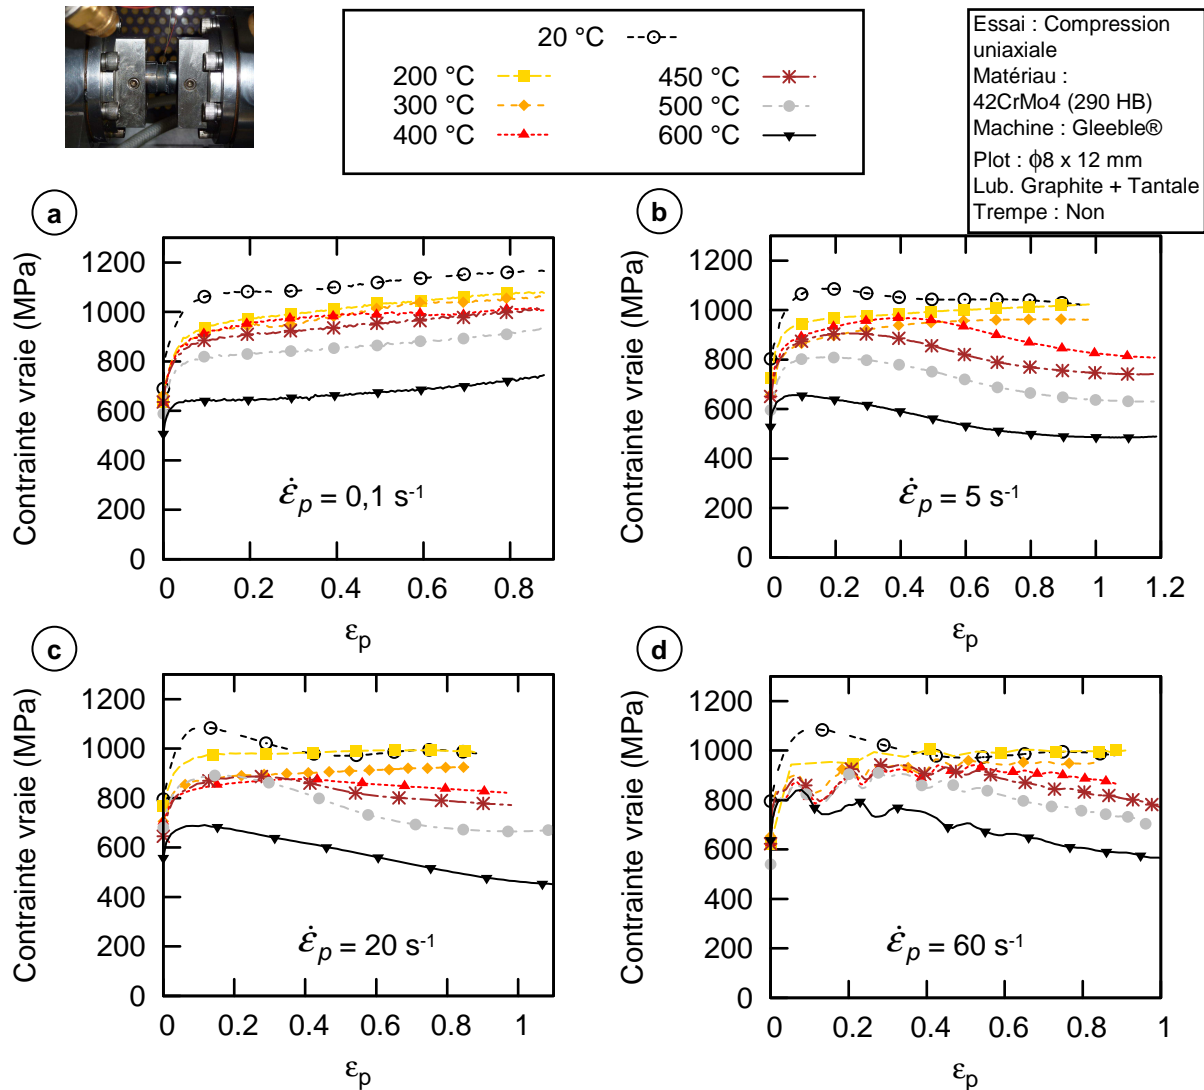 20 °C
200 °C
450 °C
300 °C
500 °C
400 °C
600 °C
Essai : Compression
uniaxiale
Matériau :
42CrMo4 (290 HB)
Machine : Gleeble®
Plot : ϕ8 x 12 mm
Lub. Graphite + Tantale
Trempe : Non
a
Contrainte vraie (MPa)
1200
1000
800
600
400
200
0
ε̇p = 0,1 s-1
0 0.2 0.4 0.6 0.8
εp
b
Contrainte vraie (MPa)
1200
1000
800
600
400
200
0
ε̇p = 5 s-1
0 0.2 0.4 0.6 0.8 1 1.2
εp
c
Contrainte vraie (MPa)
1200
1000
800
600
400
200
0
ε̇p = 20 s-1
0 0.2 0.4 0.6 0.8 1
εp
d
Contrainte vraie (MPa)
1200
1000
800
600
400
200
0
ε̇p = 60 s-1
0 0.2 0.4 0.6 0.8 1
εp